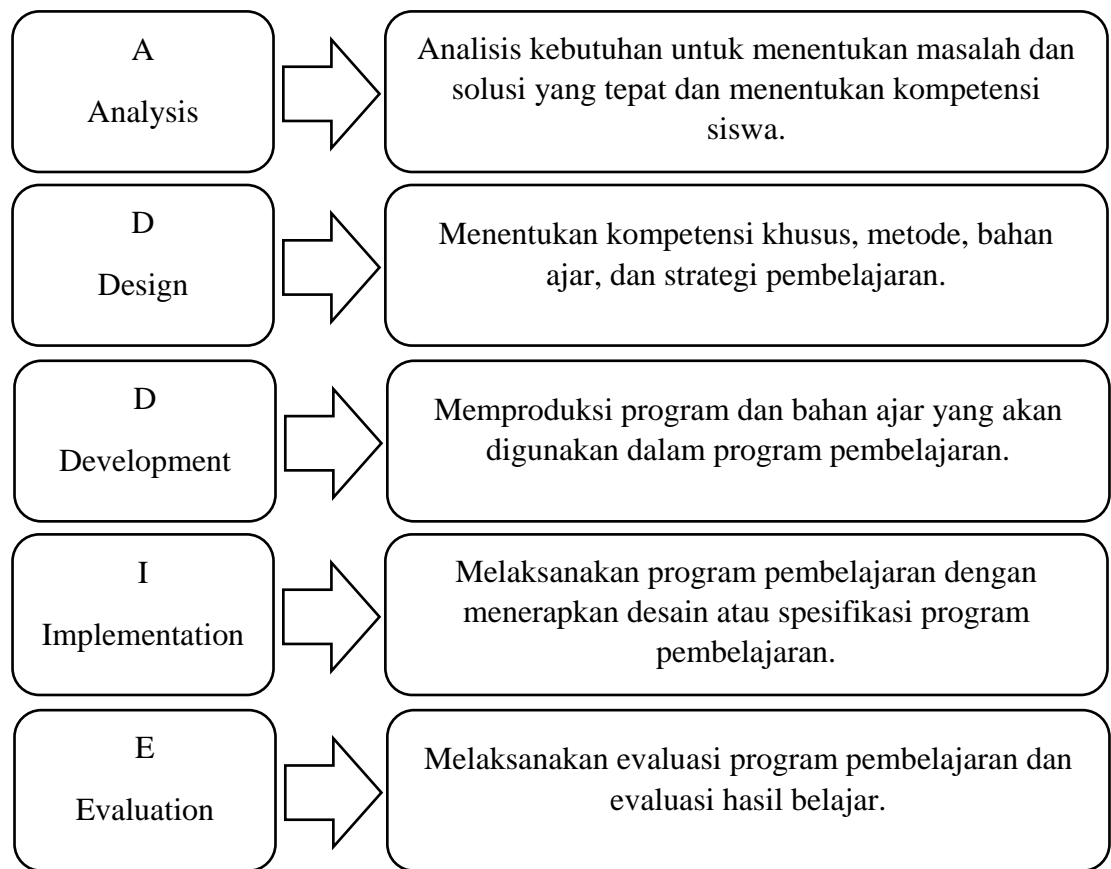 A
Analysis
Analisis kebutuhan untuk menentukan masalah dan
solusi yang tepat dan menentukan kompetensi
siswa.
D
Design
Menentukan kompetensi khusus, metode, bahan
ajar, dan strategi pembelajaran.
D
Development
Memproduksi program dan bahan ajar yang akan
digunakan dalam program pembelajaran.
I
Implementation
Melaksanakan program pembelajaran dengan
menerapkan desain atau spesifikasi program
pembelajaran.
E
Evaluation
Melaksanakan evaluasi program pembelajaran dan
evaluasi hasil belajar.